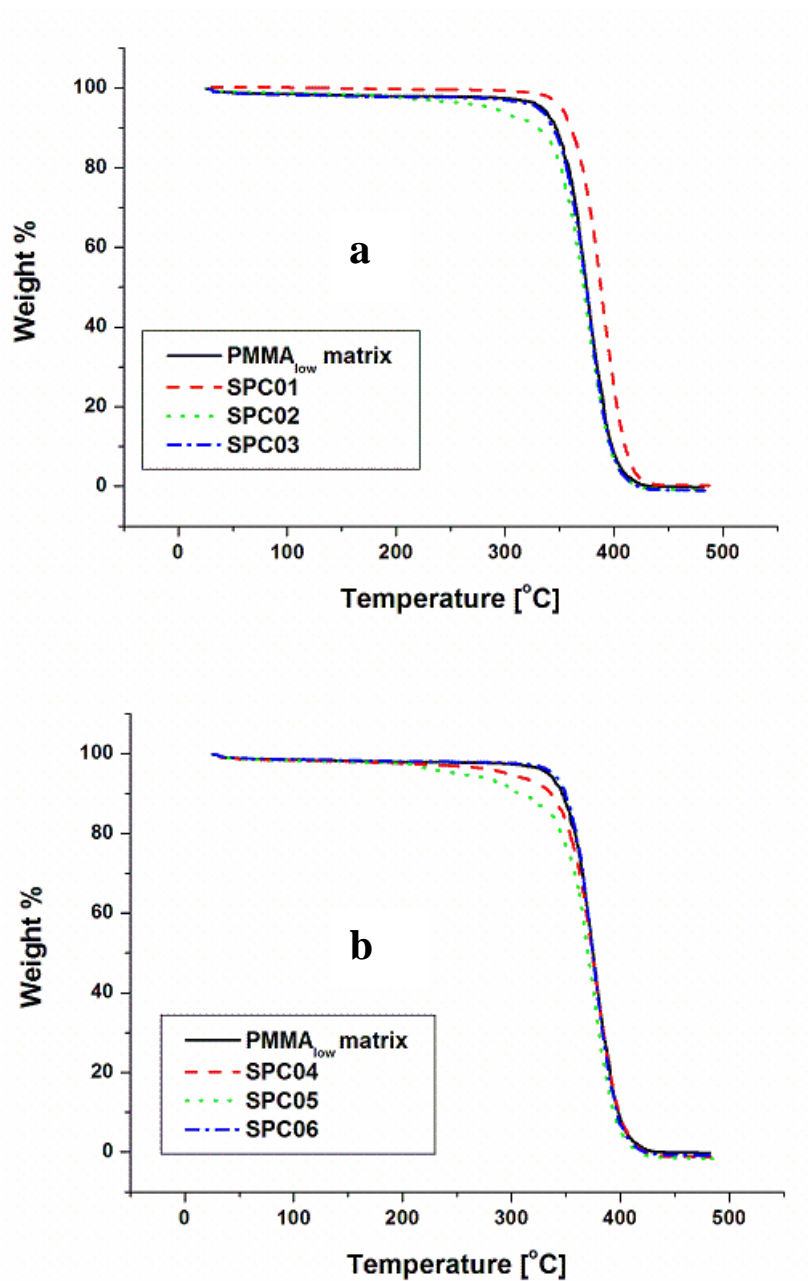 100
80
60
40
20
0
Weight %
a
PMMAlow matrix
SPC01
SPC02
SPC03
0 100 200 300 400 500
Temperature [°C]
100
80
60
40
20
0
Weight %
b
PMMAlow matrix
SPC04
SPC05
SPC06
0 100 200 300 400 500
Temperature [°C]